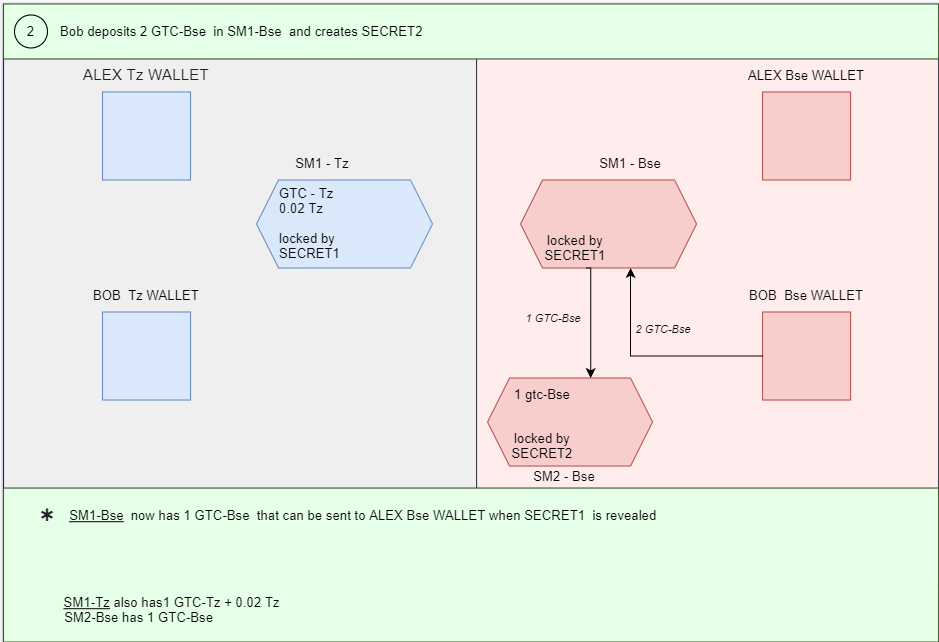 2
Bob deposits 2 GTC-Bse in SM1-Bse and creates SECRET2
ALEX Tz WALLET
ALEX Bse WALLET
SM1 - Tz
SM1 - Bse
GTC - Tz
0.02 Tz
locked by
SECRET1
locked by
SECRET1
BOB Tz WALLET
BOB Bse WALLET
1 GTC-Bse
2 GTC-Bse
1 gtc-Bse
locked by
SECRET2
SM2 - Bse
* SM1-Bse now has 1 GTC-Bse that can be sent to ALEX Bse WALLET when SECRET1 is revealed
SM1-Tz also has1 GTC-Tz + 0.02 Tz
SM2-Bse has 1 GTC-Bse